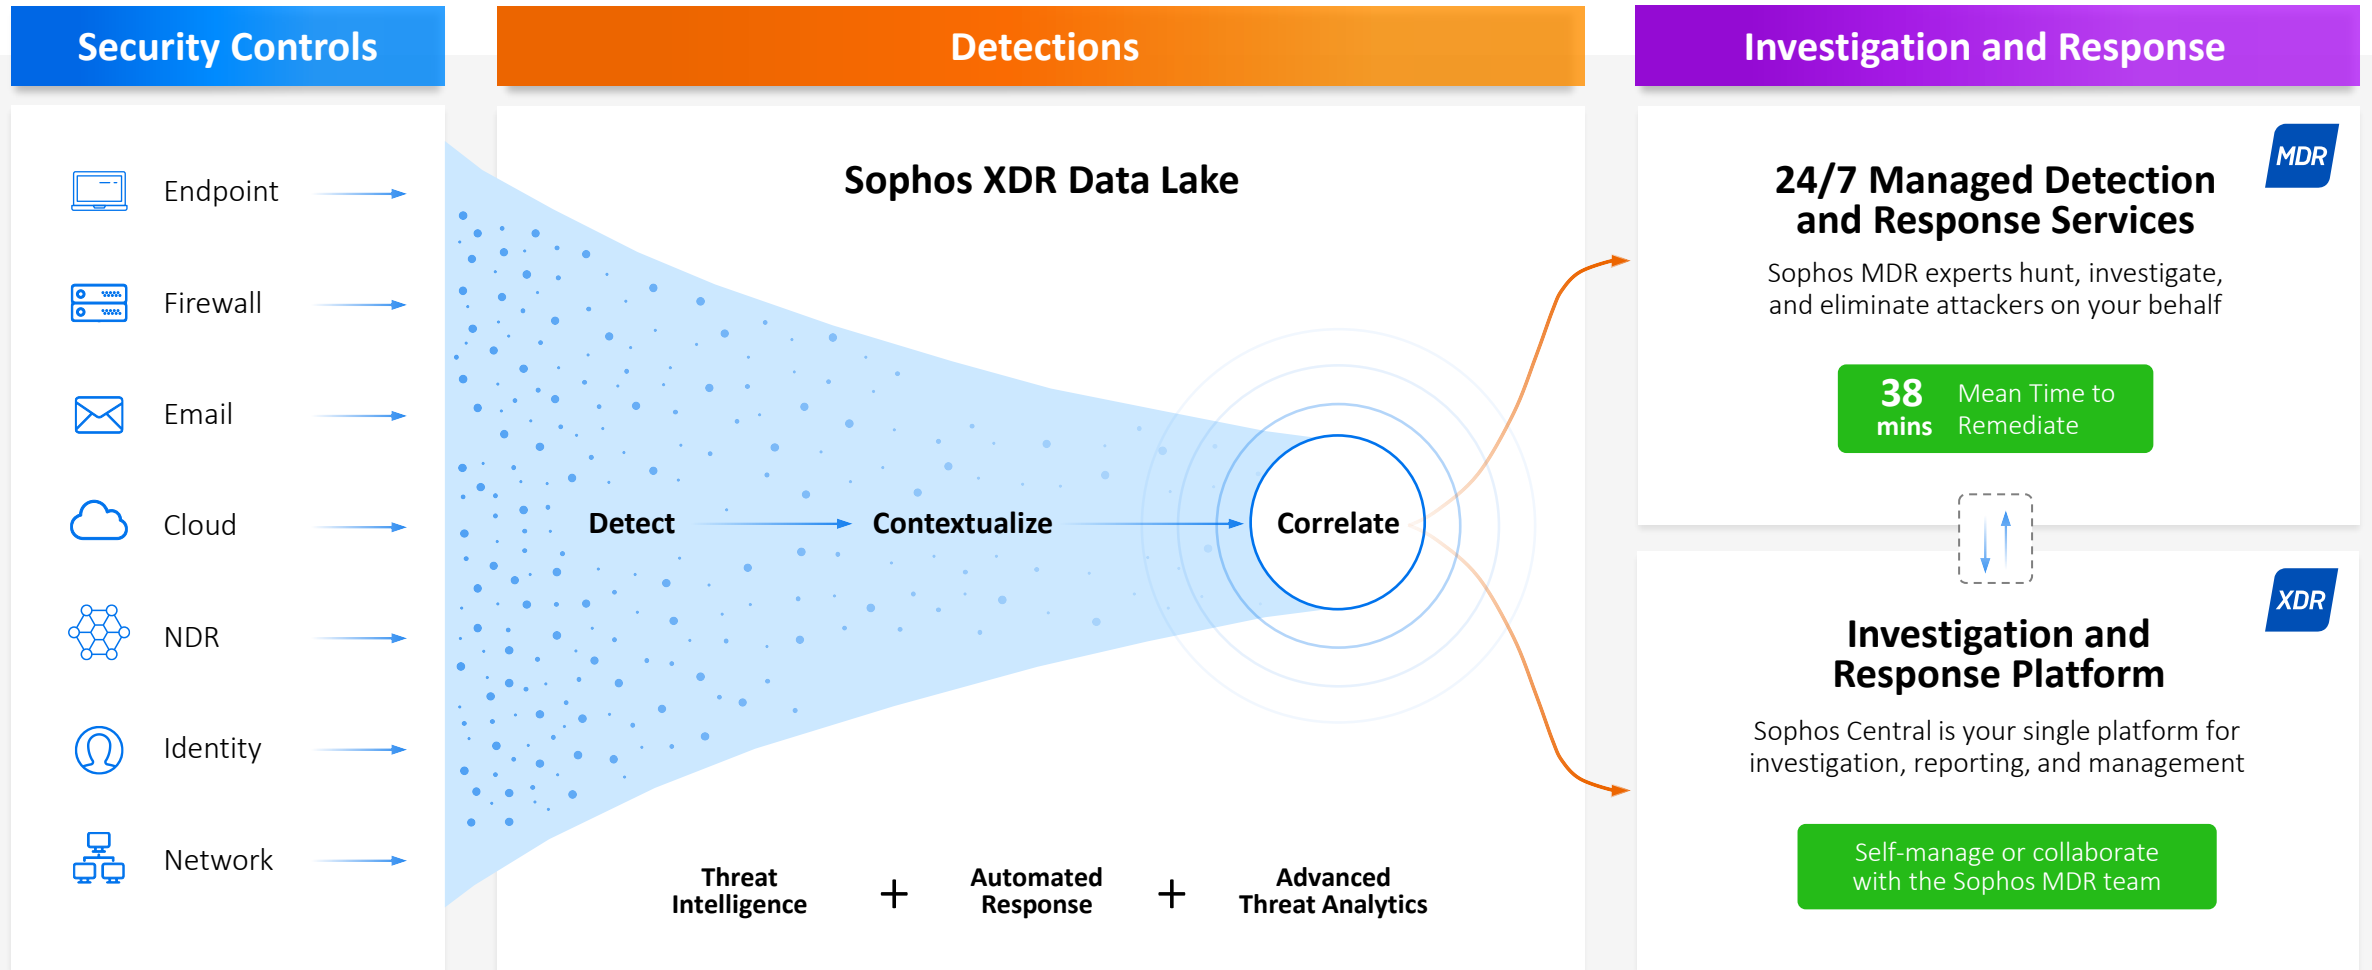 Security Controls
Endpoint
Firewall
Email
Cloud
NDR
Identity
Network
Detections
Sophos XDR Data Lake
Detect
Contextualize
Correlate
Threat
Intelligence
+
Automated
Response
+
Advanced
Threat Analytics
Investigation and Response
MDR
24/7 Managed Detection
and Response Services
Sophos MDR experts hunt, investigate,
and eliminate attackers on your behalf
38
mins
Mean Time to
Remediate
XDR
Investigation and
Response Platform
Sophos Central is your single platform for
investigation, reporting, and management
Self-manage or collaborate
with the Sophos MDR team